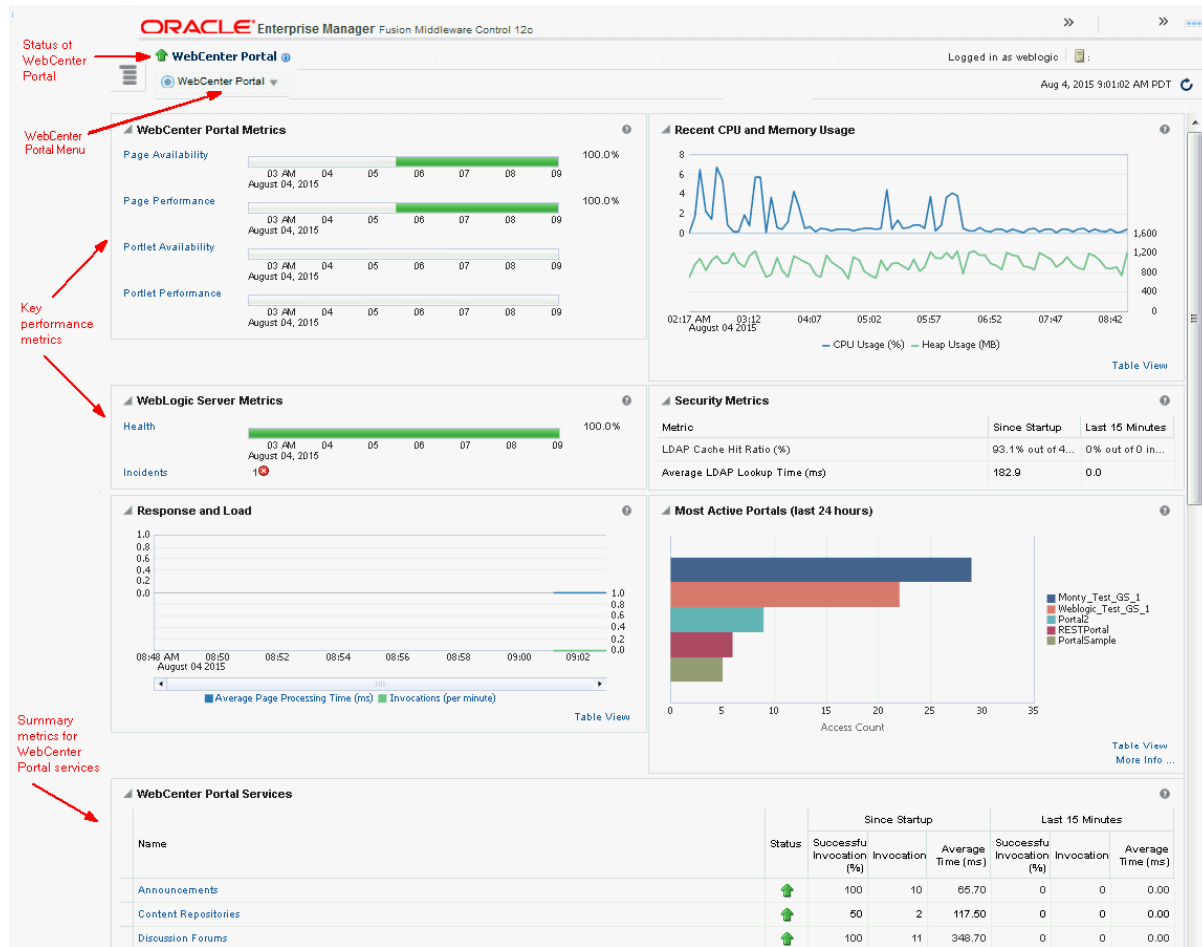 ORACLE Enterprise Manager Fusion Middleware Control 12c
Status of
WebCenter
Portal
WebCenter Portal
Logged in as weblogic
WebCenter Portal
Aug 4, 2015 9:01:02 AM PDT
WebCenter
Portal Menu
WebCenter Portal Metrics
Page Availability
100.0%
03 AM 04 05 06 07 08 09
August 04, 2015
Page Performance
100.0%
03 AM 04 05 06 07 08 09
August 04, 2015
Portlet Availability
03 AM 04 05 06 07 08 09
August 04, 2015
Portlet Performance
03 AM 04 05 06 07 08 09
August 04, 2015
Key
performance
metrics
Recent CPU and Memory Usage
8
6
4
2
0
1,600
1,200
800
400
0
02:17 AM 03:12 04:07 05:02 05:57 06:52 07:47 08:42
August 04 2015
CPU Usage (%) Heap Usage (MB)
Table View
WebLogic Server Metrics
Health
100.0%
03 AM 04 05 06 07 08 09
August 04, 2015
Incidents 1
Security Metrics
Metric Since Startup Last 15 Minutes
LDAP Cache Hit Ratio (%) 93.1% out of 4... 0% out of 0 in...
Average LDAP Lookup Time (ms) 182.9 0.0
Response and Load
1.0
0.8
0.6
0.4
0.2
0.0
1.0
0.8
0.6
0.4
0.2
0.0
08:48 AM 08:50 08:52 08:54 08:56 08:58 09:00 09:02
August 04 2015
Average Page Processing Time (ms) Invocations (per minute)
Table View
Most Active Portals (last 24 hours)
Monty_Test_GS_1
Weblogic_Test_GS_1
Portal2
RESTPortal
PortalSample
0 5 10 15 20 25 30 35
Access Count
Table View
More Info ...
Summary
metrics for
WebCenter
Portal services
WebCenter Portal Services
Since Startup Last 15 Minutes
Name Status
Successfu
Invocation
(%)
Invocation
Average
Time (ms)
Successfu
Invocation
(%)
Invocation
Average
Time (ms)
Announcements 100 10 65.70 0 0 0.00
Content Repositories 50 2 117.50 0 0 0.00
Discussion Forums 100 11 348.70 0 0 0.00